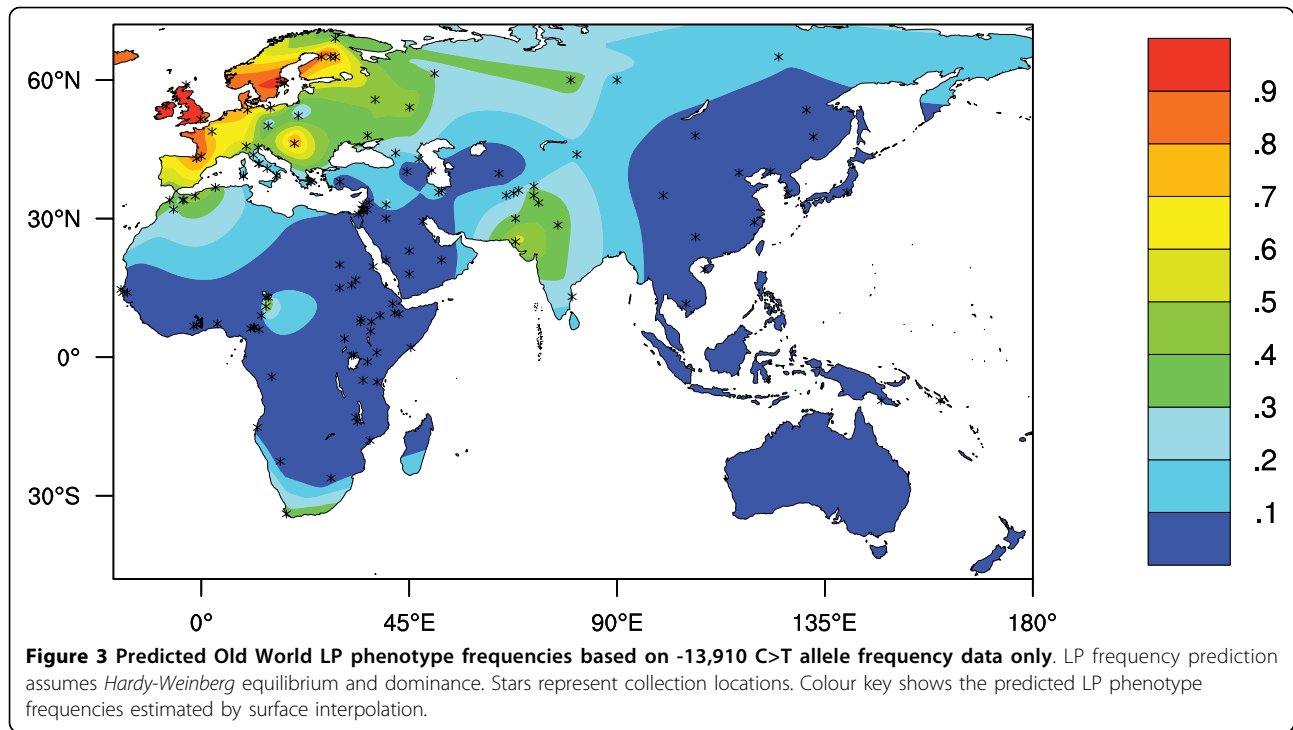 60°N
30°N
0°
30°S
0°
45°E
90°E
135°E
180°
.9
.8
.7
.6
.5
.4
.3
.2
.1
Figure 3 Predicted Old World LP phenotype frequencies based on -13,910 C>T allele frequency data only. LP frequency prediction
assumes Hardy-Weinberg equilibrium and dominance. Stars represent collection locations. Colour key shows the predicted LP phenotype
frequencies estimated by surface interpolation.